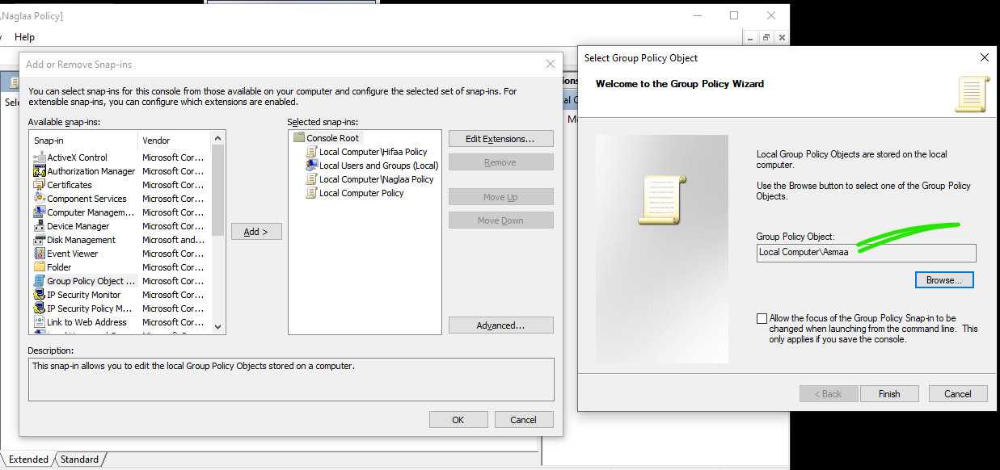 \Naglaa Policy]
Help
Add or Remove Snap-ins
You can select snap-ins for this console from those available on your computer and configure the selected set of snap-ins. For
extensible snap-ins, you can configure which extensions are enabled.
Available snap-ins:
Snap-in Vendor
ActiveX Control Microsoft Cor...
Authorization Manager Microsoft Cor...
Certificates Microsoft Cor...
Component Services Microsoft Cor...
Computer Managem... Microsoft Cor...
Device Manager Microsoft Cor...
Disk Management Microsoft and...
Event Viewer Microsoft Cor...
Folder Microsoft Cor...
Group Policy Object ... Microsoft Cor...
IP Security Monitor Microsoft Cor...
IP Security Policy M... Microsoft Cor...
Link to Web Address Microsoft Cor...
Add >
Selected snap-ins:
Console Root
Local Computer\Hifaa Policy
Local Users and Groups (Local)
Local Computer\Naglaa Policy
Local Computer Policy
Edit Extensions...
Remove
Move Up
Move Down
Advanced...
Description:
This snap-in allows you to edit the local Group Policy Objects stored on a computer.
OK
Cancel
Extended
Standard
Select Group Policy Object
Welcome to the Group Policy Wizard
Local Group Policy Objects are stored on the local
computer.
Use the Browse button to select one of the Group Policy
Objects.
Group Policy Object:
Local Computer\Asmaa
Browse...
Allow the focus of the Group Policy Snap-in to be
changed when launching from the command line. This
only applies if you save the console.
< Back
Finish
Cancel